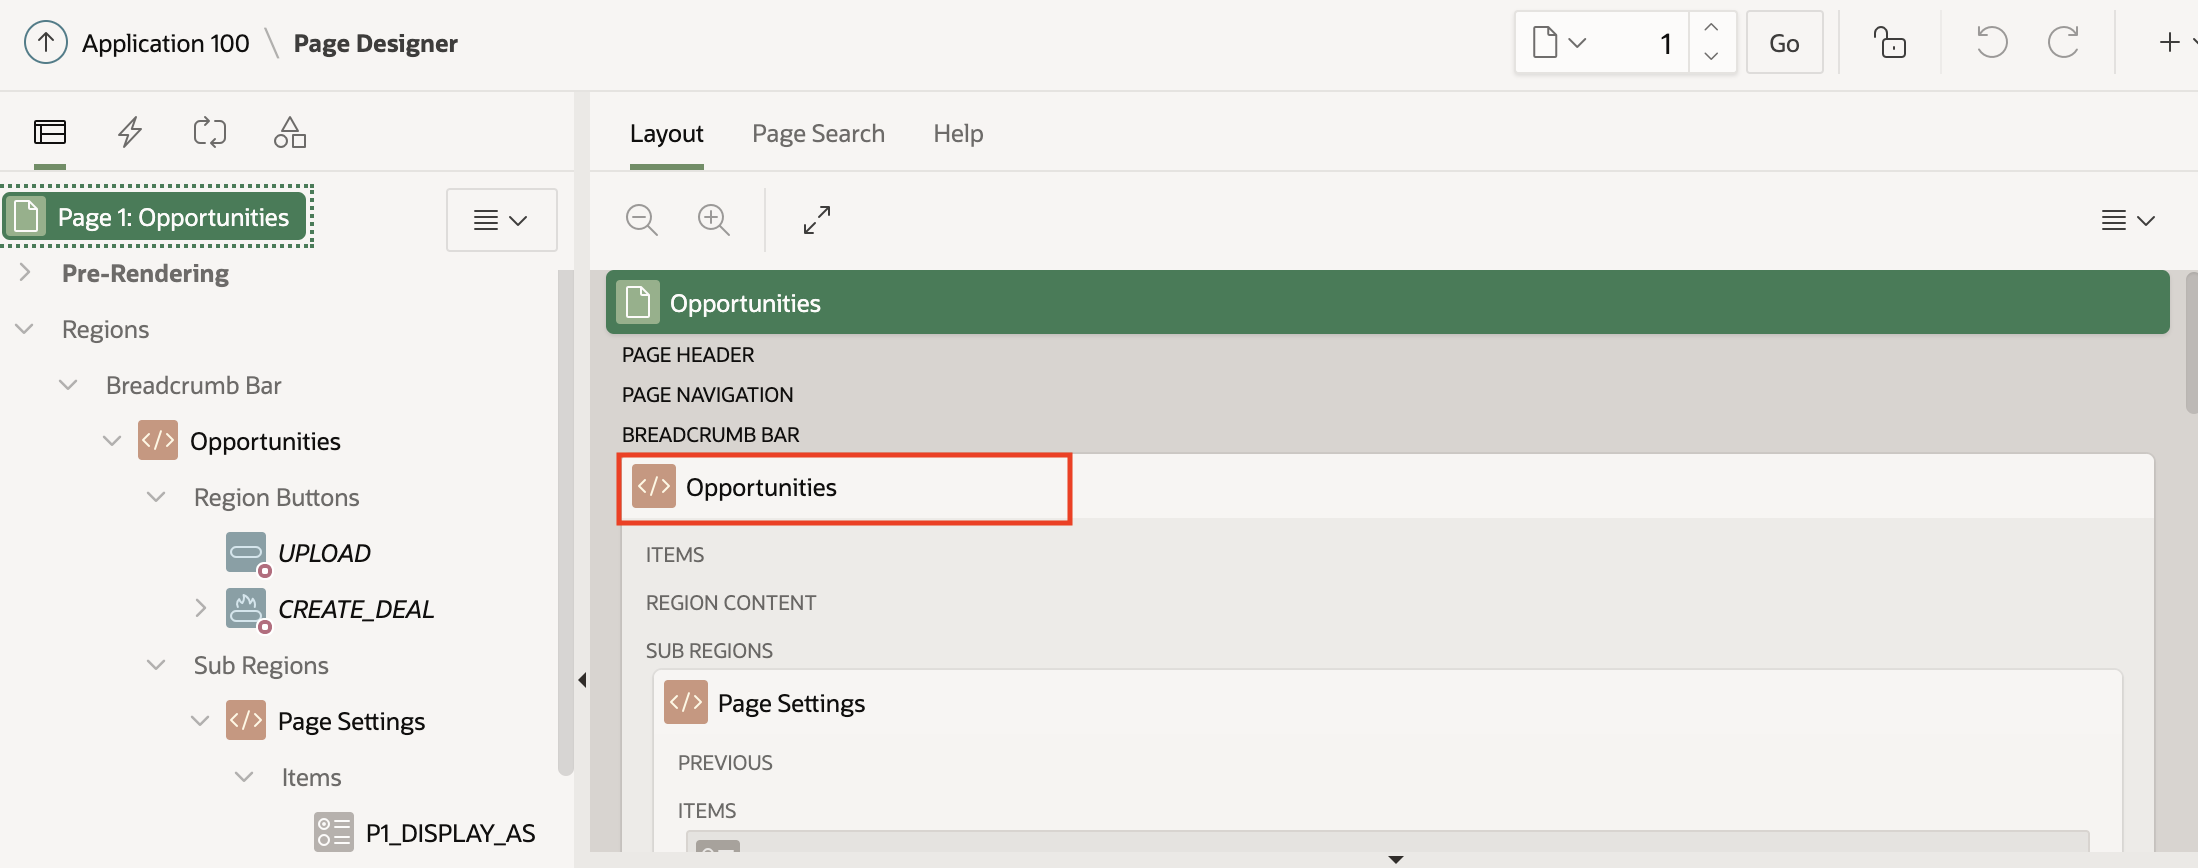 Application 100 \ Page Designer
1
Go
Layout
Page Search
Help
Page 1: Opportunities
Pre-Rendering
Regions
Breadcrumb Bar
</> Opportunities
Region Buttons
UPLOAD
CREATE_DEAL
Sub Regions
</> Page Settings
Items
P1_DISPLAY_AS
Opportunities
PAGE HEADER
PAGE NAVIGATION
BREADCRUMB BAR
</> Opportunities
ITEMS
REGION CONTENT
SUB REGIONS
</> Page Settings
PREVIOUS
ITEMS